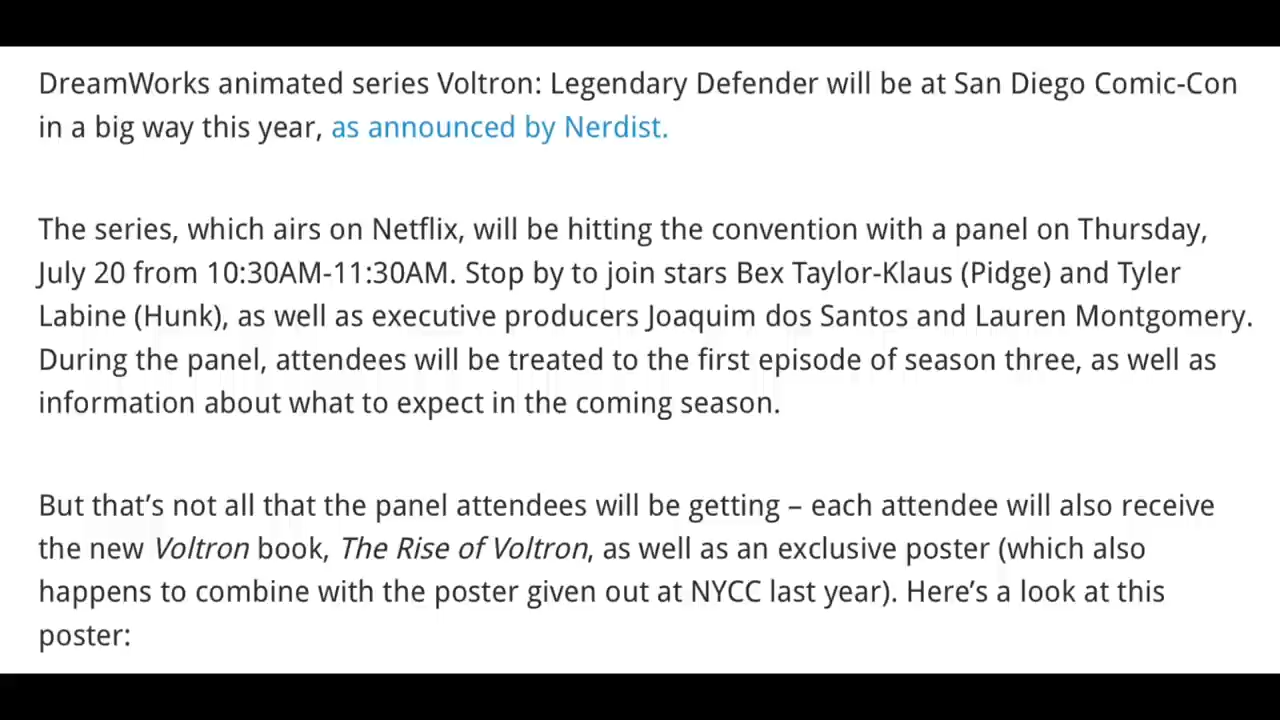 DreamWorks animated series Voltron: Legendary Defender will be at San Diego Comic-Con
in a big way this year, as announced by Nerdist.
The series, which airs on Netflix, will be hitting the convention with a panel on Thursday,
July 20 from 10:30AM-11:30AM. Stop by to join stars Bex Taylor-Klaus (Pidge) and Tyler
Labine (Hunk), as well as executive producers Joaquim dos Santos and Lauren Montgomery.
During the panel, attendees will be treated to the first episode of season three, as well as
information about what to expect in the coming season.
But that’s not all that the panel attendees will be getting – each attendee will also receive
the new Voltron book, The Rise of Voltron, as well as an exclusive poster (which also
happens to combine with the poster given out at NYCC last year). Here’s a look at this
poster: